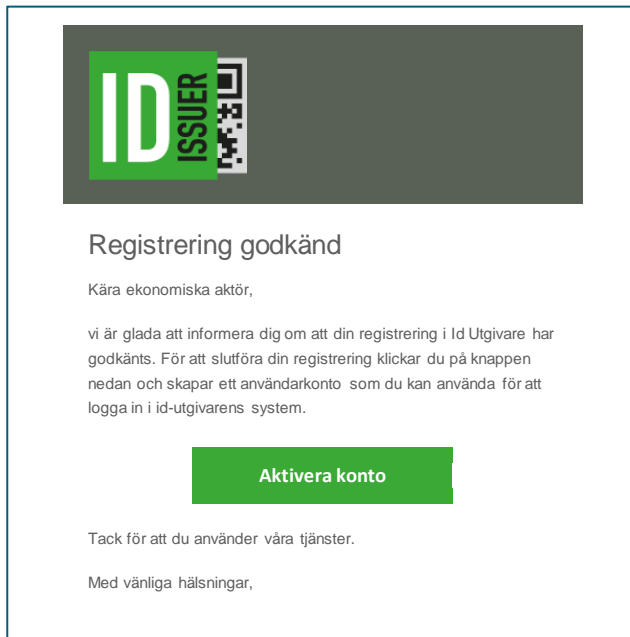 ID
ISSUER
Registrering godkänd
Kära ekonomiska aktör,
vi är glada att informera dig om att din registrering i Id Utgivare har
godkänts. För att slutföra din registrering klickar du på knappen
nedan och skapar ett användarkonto som du kan använda för att
logga in i id-utgivarens system.
Aktivera konto
Tack för att du använder våra tjänster.
Med vänliga hälsningar,